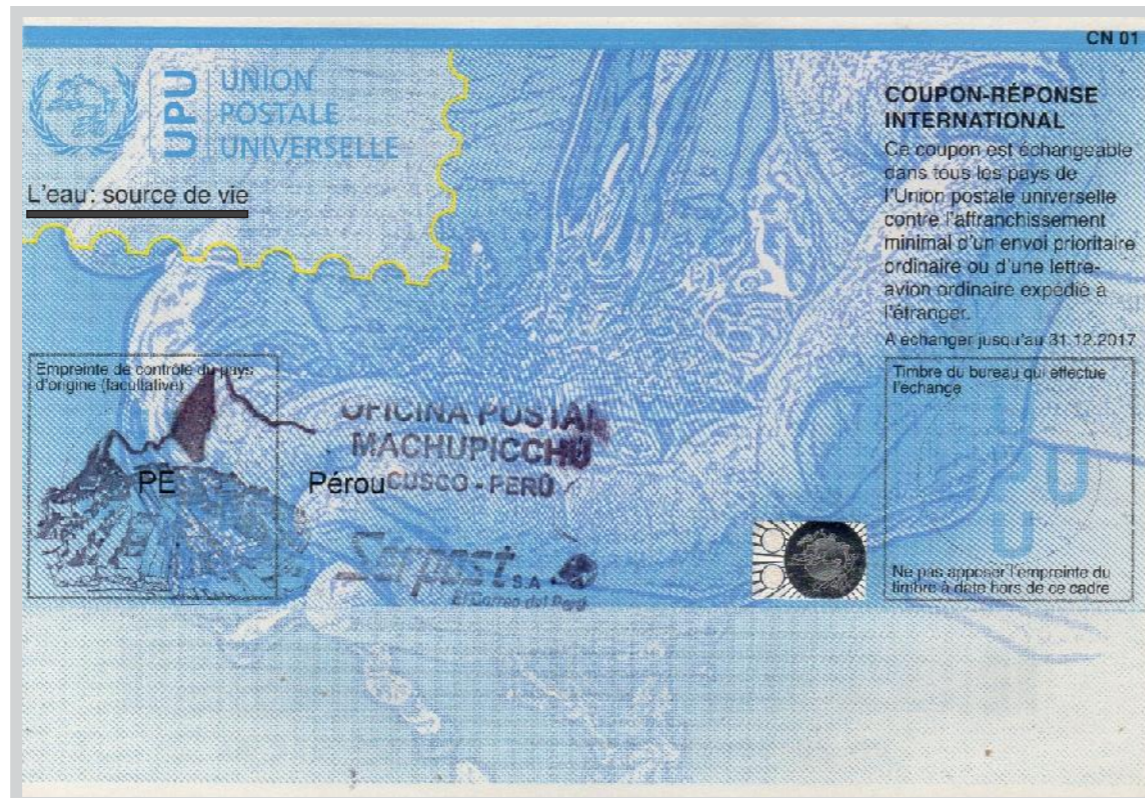 CN 01
UPU
UNION
POSTALE
UNIVERSELLE
L'eau: source de vie
COUPON-RÉPONSE
INTERNATIONAL
Ce coupon est échangeable
dans tous les pays de
l'Union postale universelle
contre l'affranchissement
minimal d'un envoi prioritaire
ordinaire ou d'une lettre-
avion ordinaire expédié à
l'étranger.
A échanger jusqu'au 31.12.2017
Empreinte de contrôle du pays
d'origine (facultative)
PE
Pérou
OFICINA POSTAL
MACHUPICCHU
CUSCO - PERÚ
Serpost S.A.
El Correo del Perú
Timbre du bureau qui effectue
l'échange
UPU
Ne pas apposer l'empreinte du
timbre à date hors de ce cadre